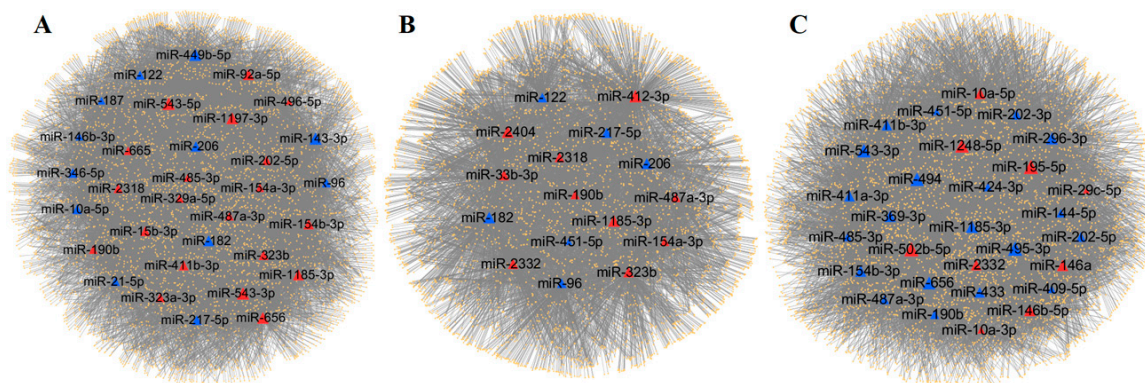 A
miR-449b-5p
miR-122
miR-92a-5p
miR-187
miR-543-5p
miR-496-5p
miR-1197-3p
miR-146b-3p
miR-143-3p
miR-665
miR-206
miR-202-5p
miR-346-5p
miR-485-3p
miR-96
miR-2318
miR-154a-3p
miR-329a-5p
miR-10a-5p
miR-487a-3p
miR-154b-3p
miR-15b-3p
miR-182
miR-190b
miR-323b
miR-411b-3p
miR-1185-3p
miR-21-5p
miR-323a-3p
miR-543-3p
miR-217-5p
miR-656
B
miR-122
miR-412-3p
miR-2404
miR-217-5p
miR-2318
miR-206
miR-33b-3p
miR-190b
miR-487a-3p
miR-182
miR-1185-3p
miR-451-5p
miR-154a-3p
miR-2332
miR-323b
miR-96
C
miR-10a-5p
miR-451-5p
miR-202-3p
miR-411b-3p
miR-296-3p
miR-543-3p
miR-1248-5p
miR-195-5p
miR-494
miR-424-3p
miR-29c-5p
miR-411a-3p
miR-369-3p
miR-144-5p
miR-1185-3p
miR-485-3p
miR-202-5p
miR-502b-5p
miR-495-3p
miR-2332
miR-146a
miR-154b-3p
miR-656
miR-433
miR-409-5p
miR-487a-3p
miR-190b
miR-146b-5p
miR-10a-3p